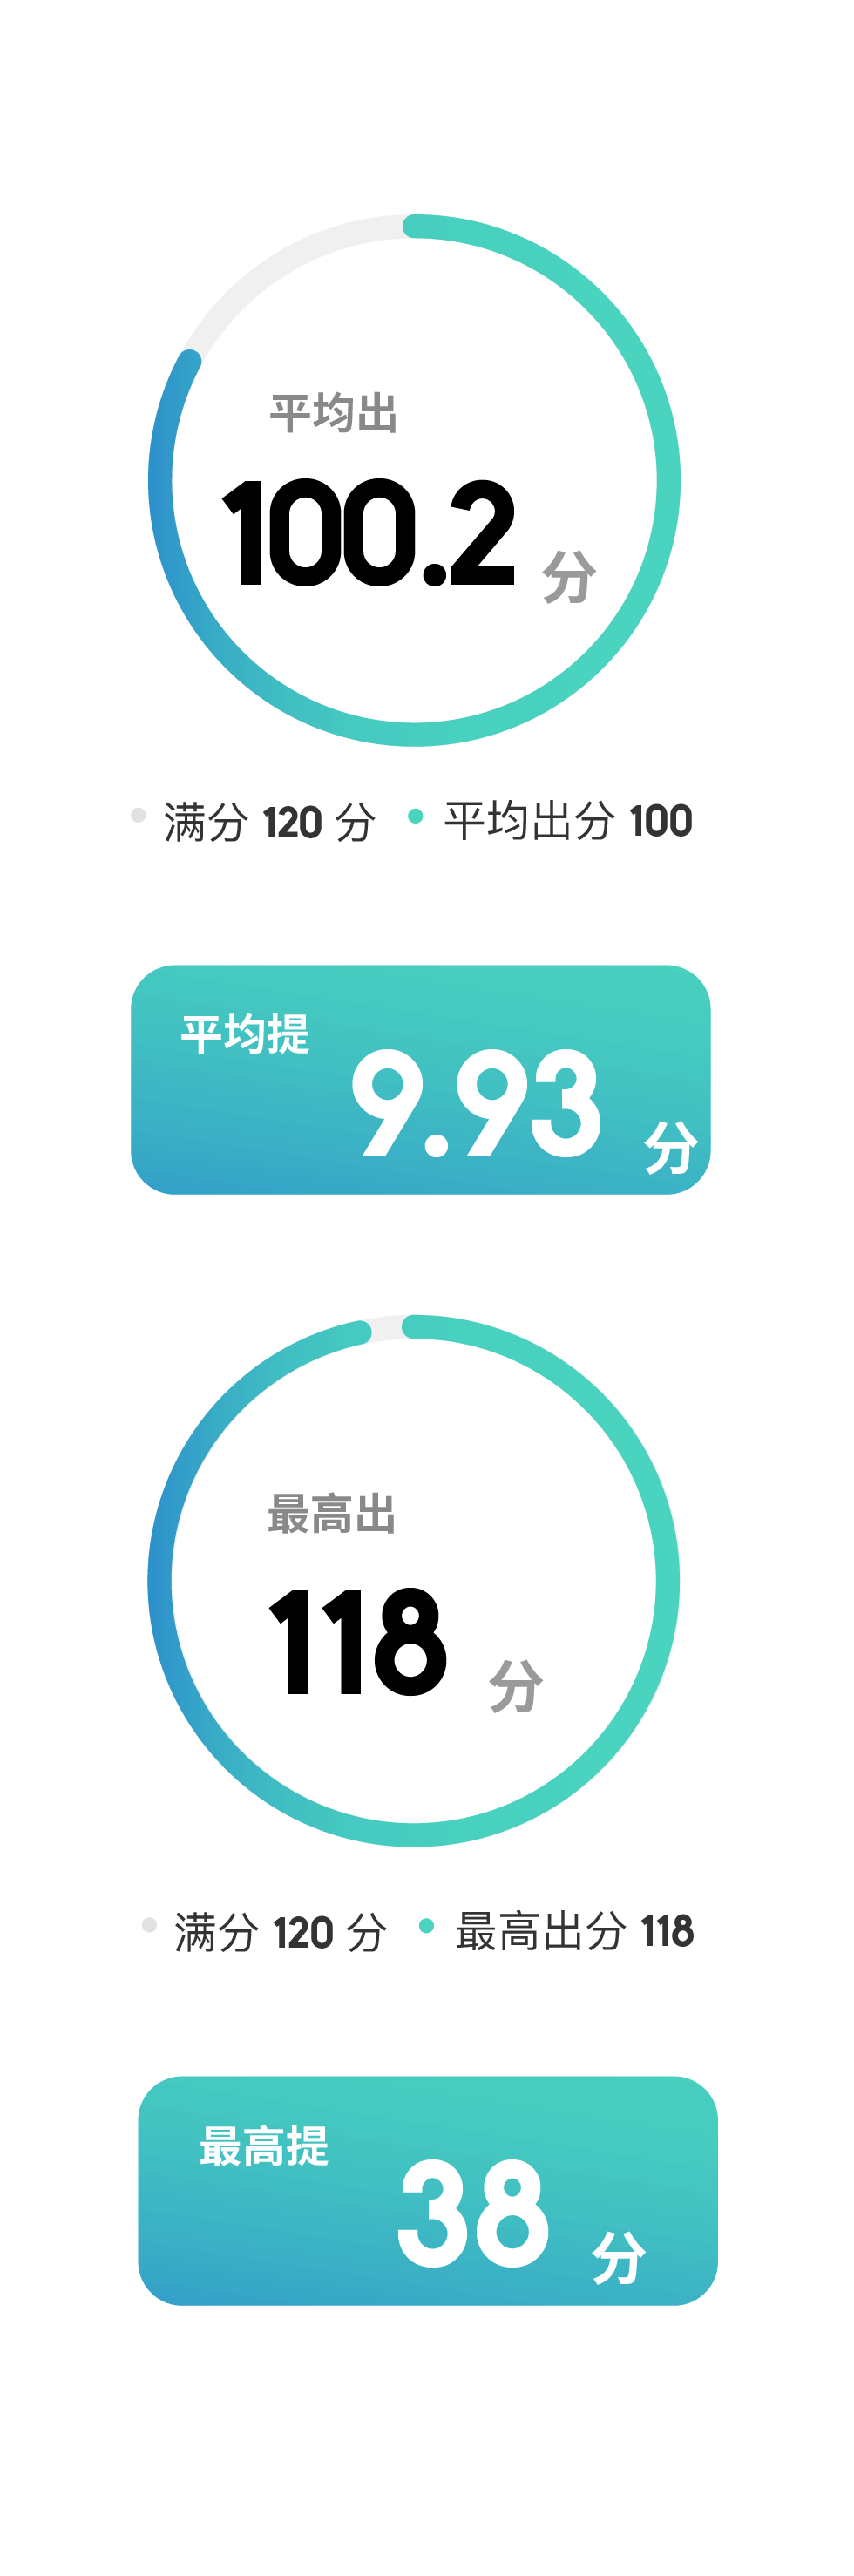 平均出
100.2 分
满分 120 分 平均出分 100
平均提
9.93 分
最高出
118 分
满分 120 分 最高出分 118
最高提
38 分